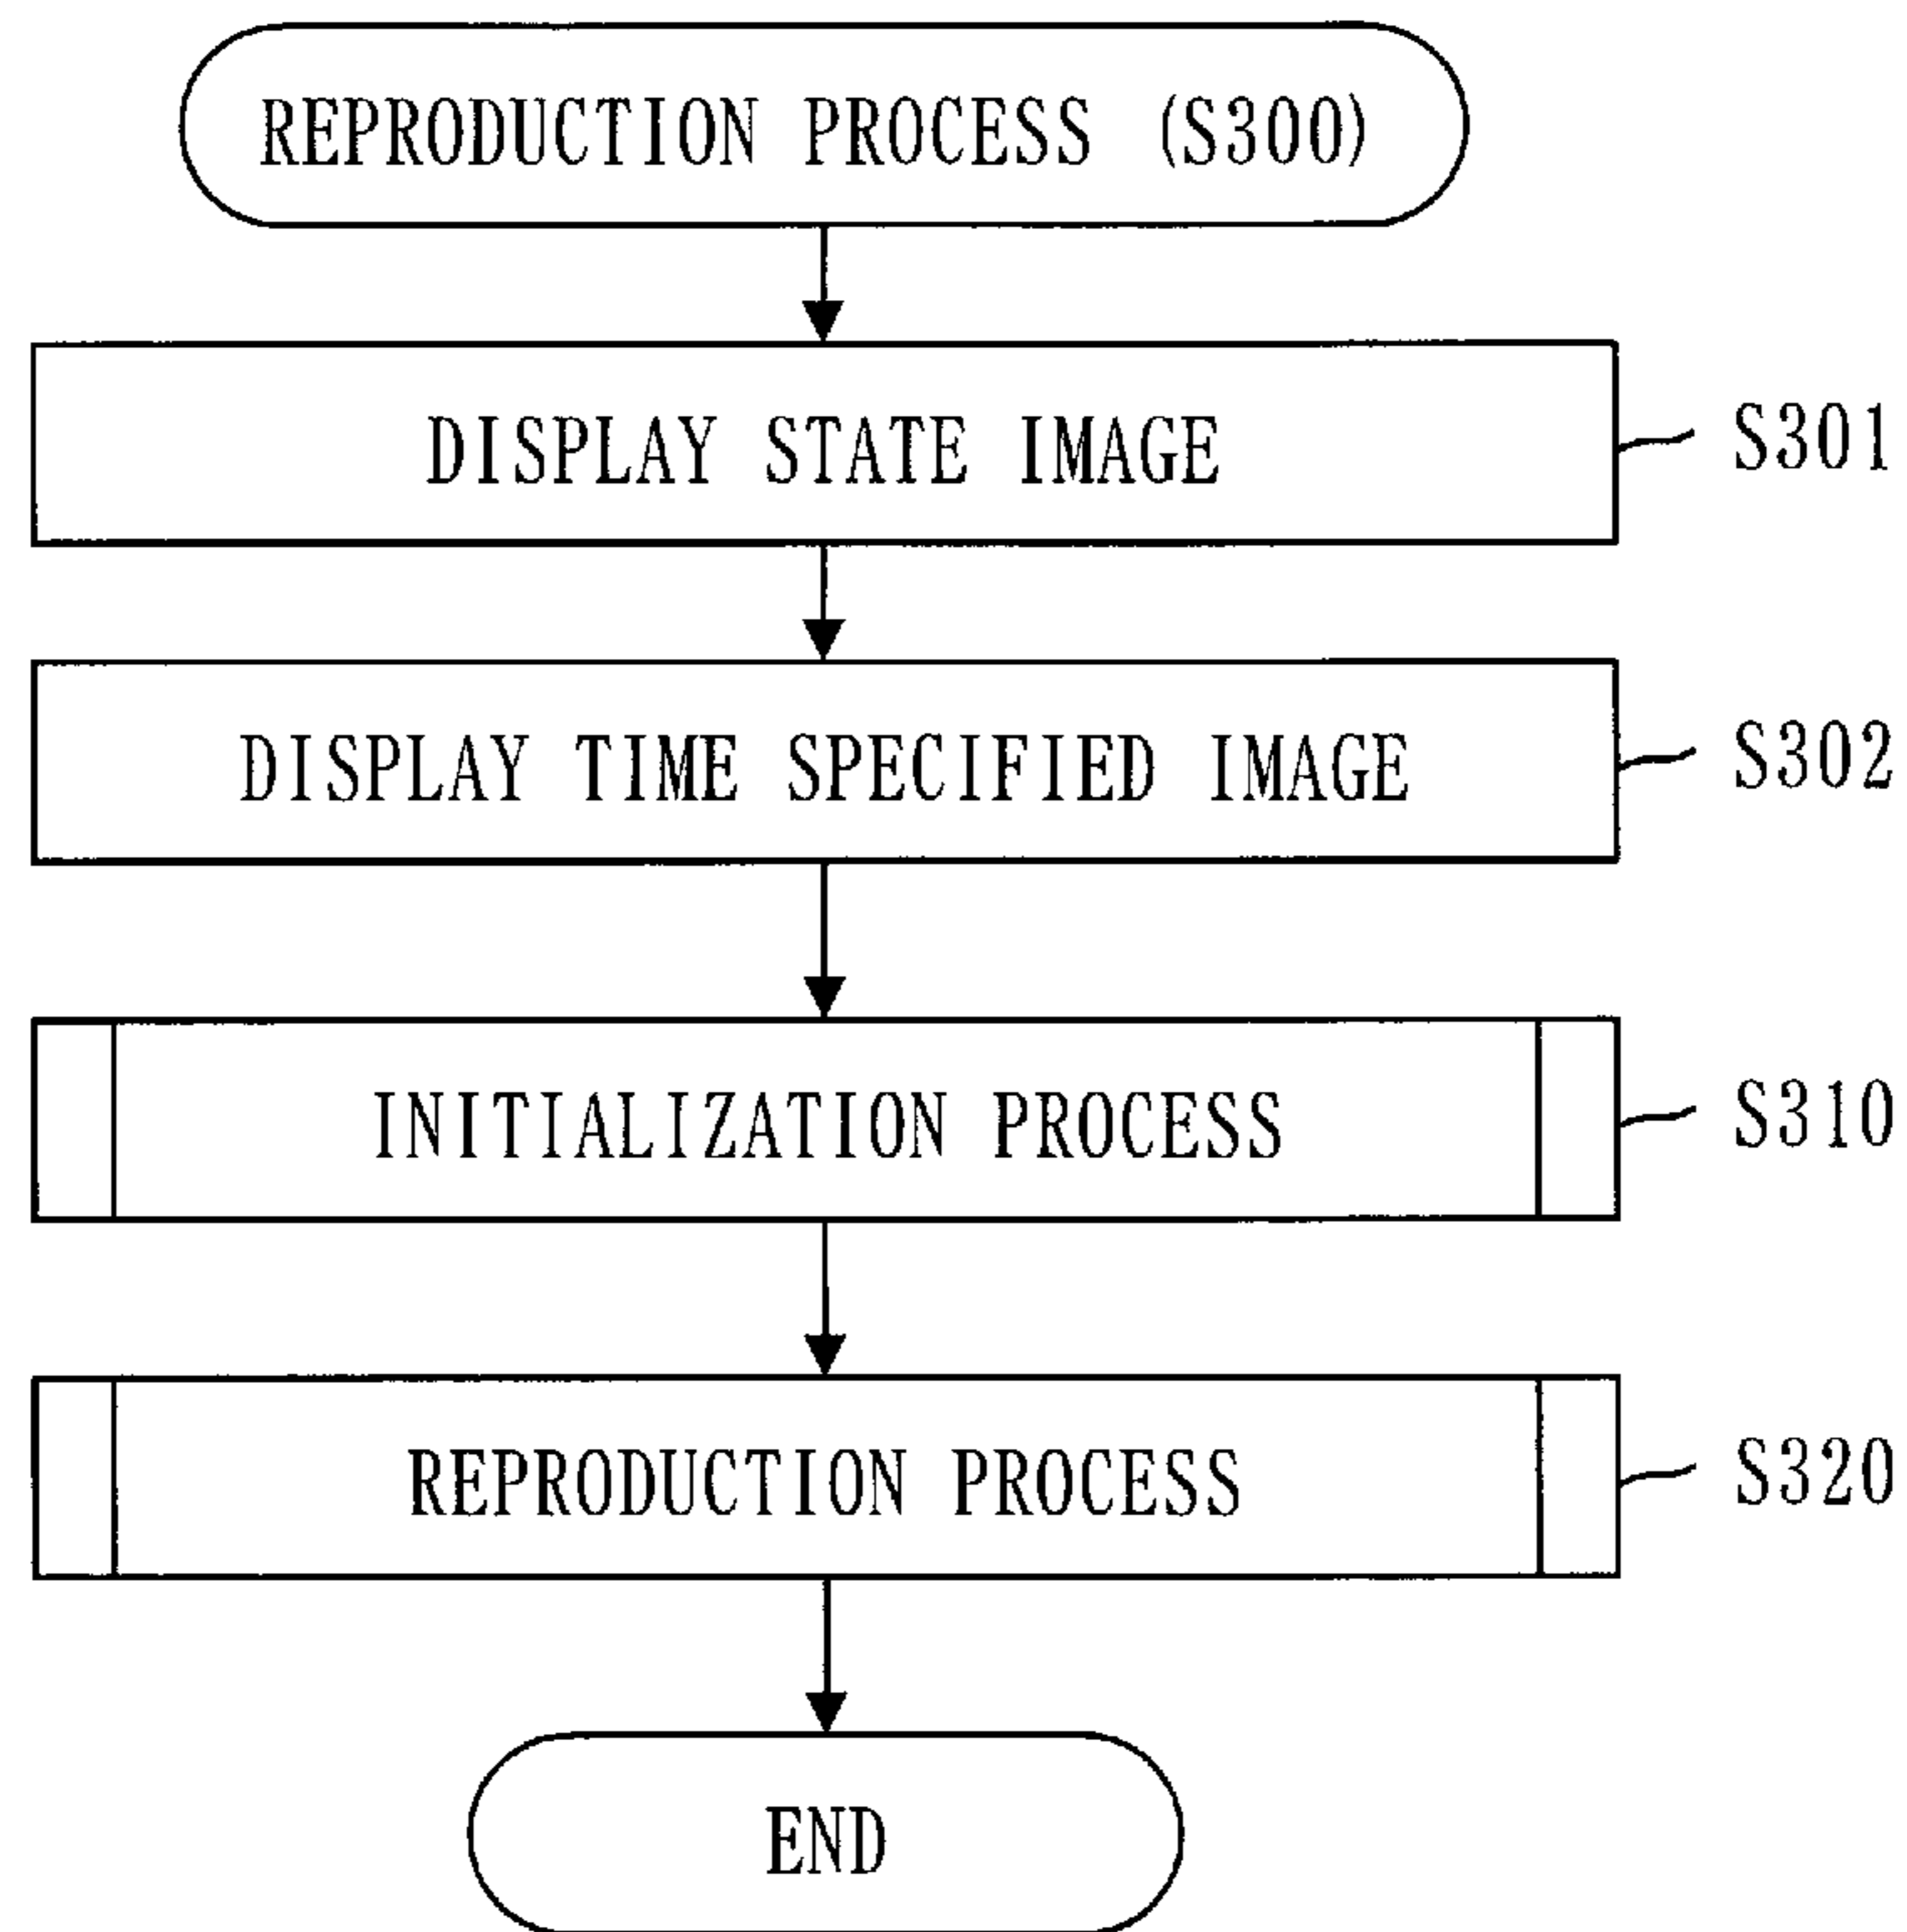 REPRODUCTION PROCESS (S300)
DISPLAY STATE IMAGE
S301
DISPLAY TIME SPECIFIED IMAGE
S302
INITIALIZATION PROCESS
S310
REPRODUCTION PROCESS
S320
END